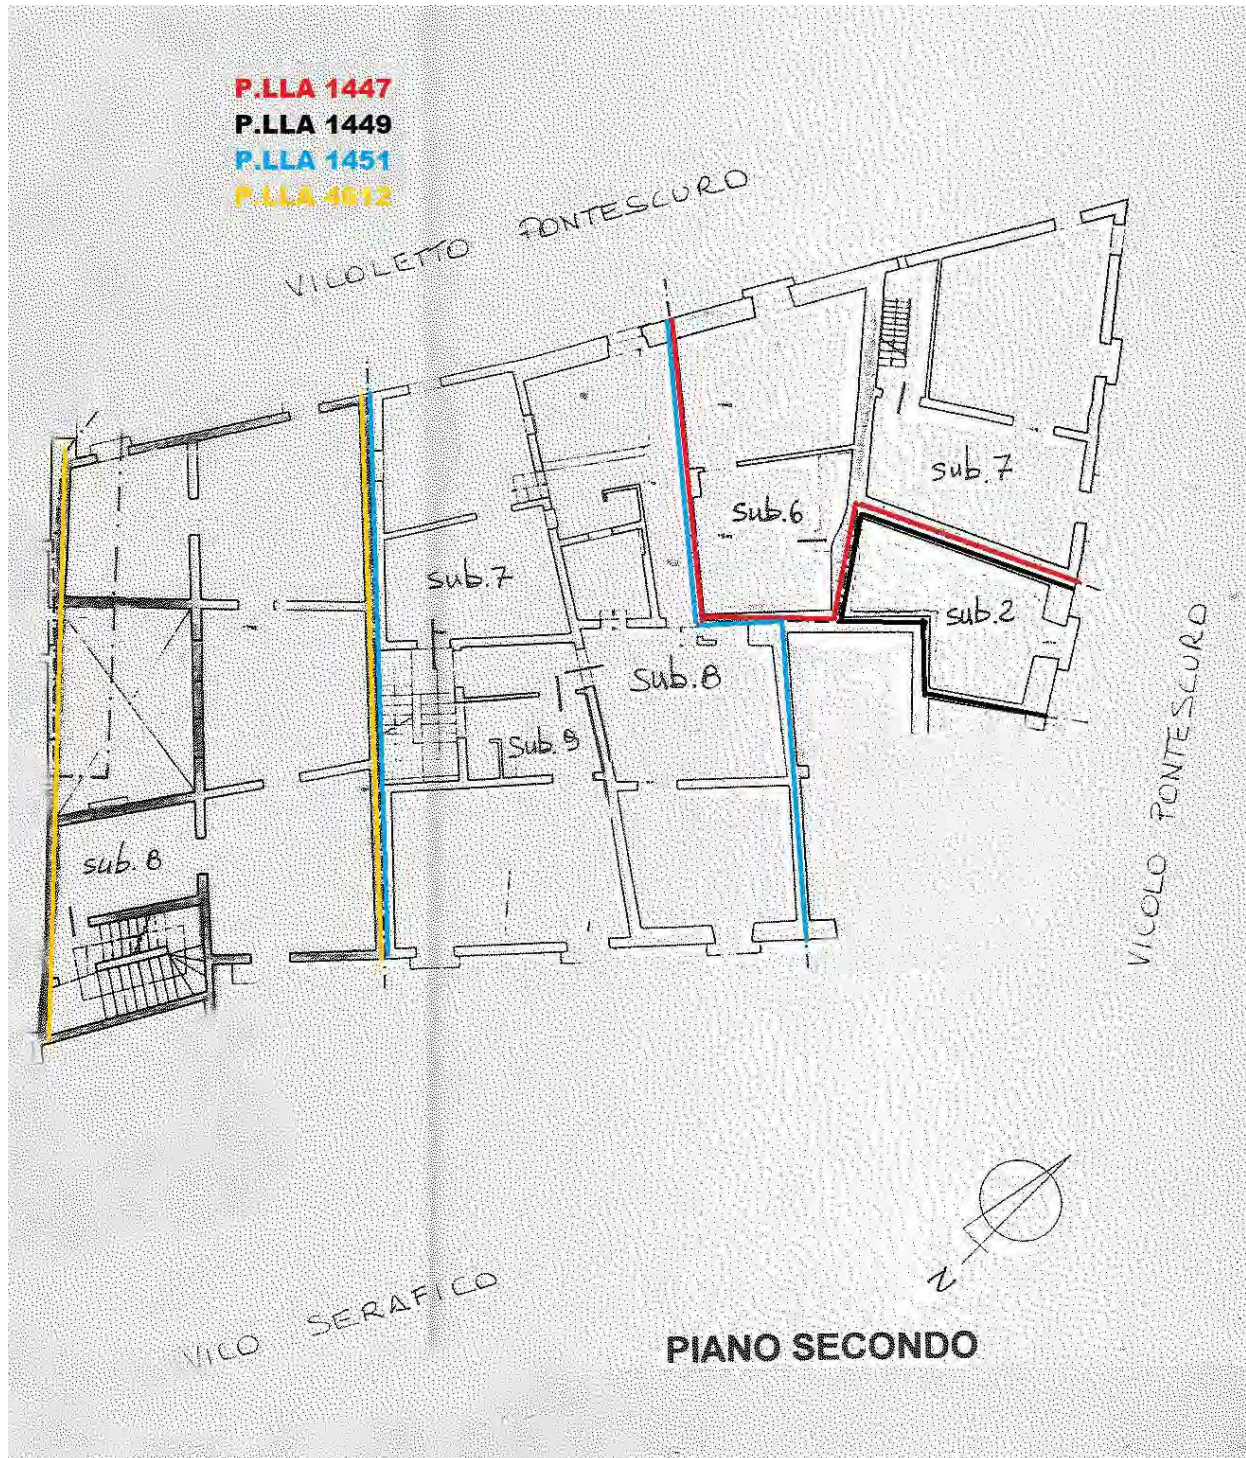 P.LLA 1447
P.LLA 1449
P.LLA 1451
P.LLA 4612
VICOLETTO PONTESCURO
sub.7
sub.6
sub.7
sub.2
sub.8
sub.9
sub.8
VICOLO PONTESCURO
N
VILO SERAFICO
PIANO SECONDO